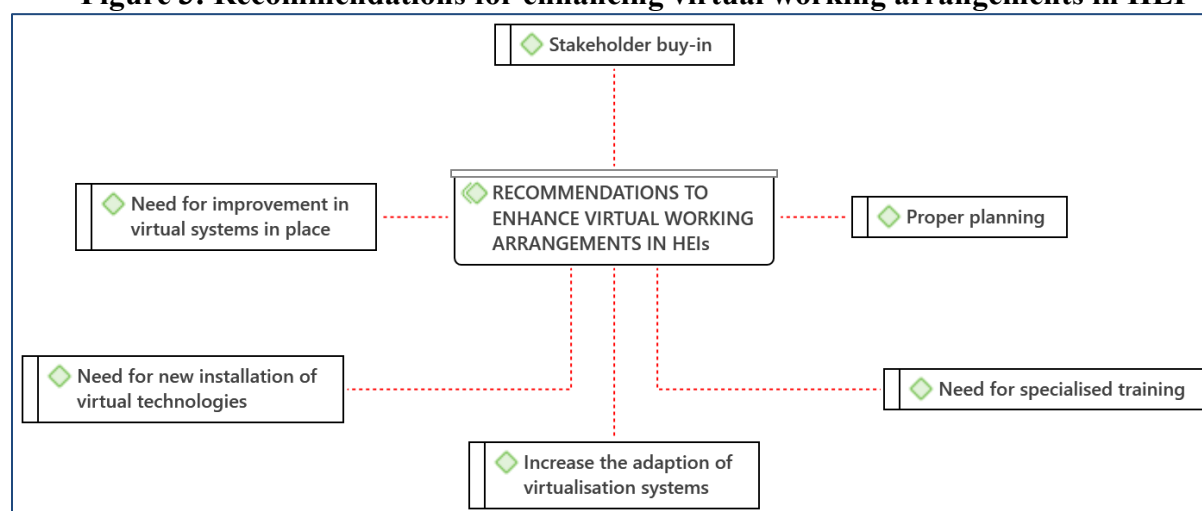 Recommendations for enhancing virtual working arrangements in HEI
Stakeholder buy-in
Need for improvement in
virtual systems in place
RECOMMENDATIONS TO
ENHANCE VIRTUAL WORKING
ARRANGEMENTS IN HEIs
Proper planning
Need for new installation of
virtual technologies
Need for specialised training
Increase the adaption of
virtualisation systems